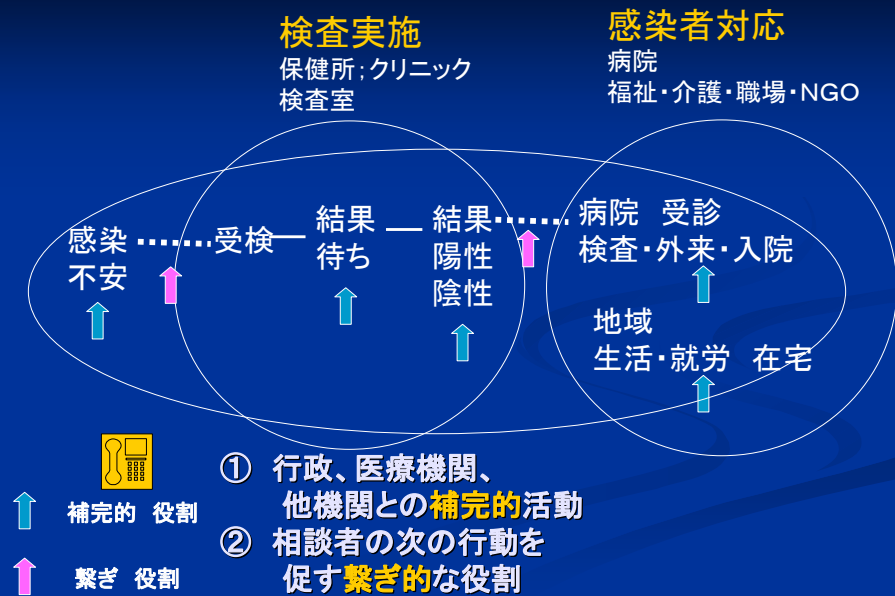 検査実施
保健所；クリニック
検査室
感染者対応
病院
福祉・介護・職場・NGO
感染
不安
受検
結果
待ち
結果
陽性
陰性
病院　受診
検査・外来・入院
地域
生活・就労　在宅
補完的　役割
繋ぎ　役割
①　行政、医療機関、
他機関との補完的活動
②　相談者の次の行動を
促す繋ぎ的な役割